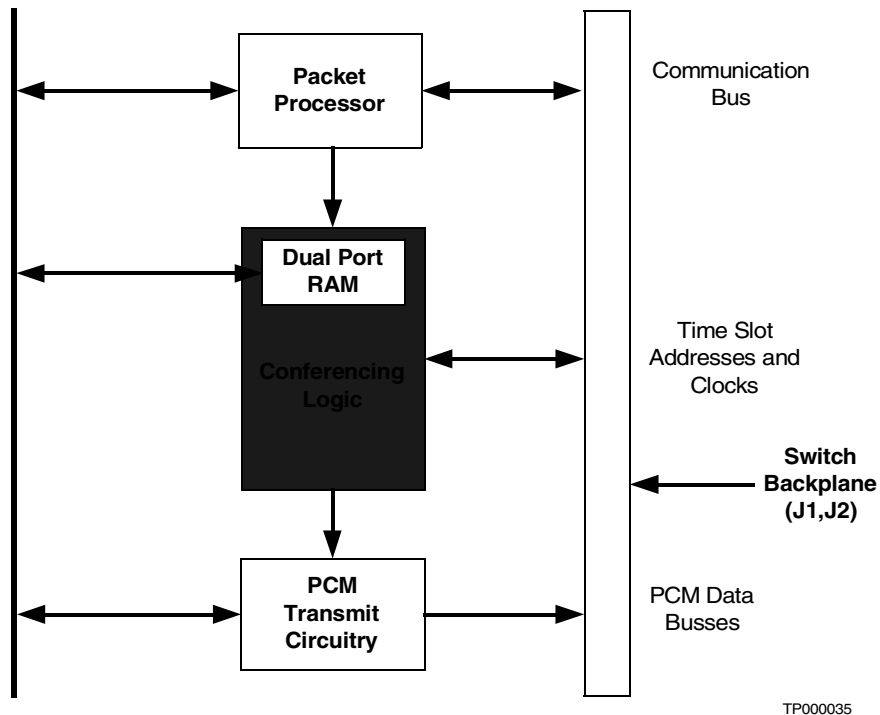 Packet
Processor
Communication
Bus
Dual Port
RAM
Conferencing
Logic
Time Slot
Addresses and
Clocks
Switch
Backplane
(J1,J2)
PCM
Transmit
Circuitry
PCM Data
Busses
TP000035